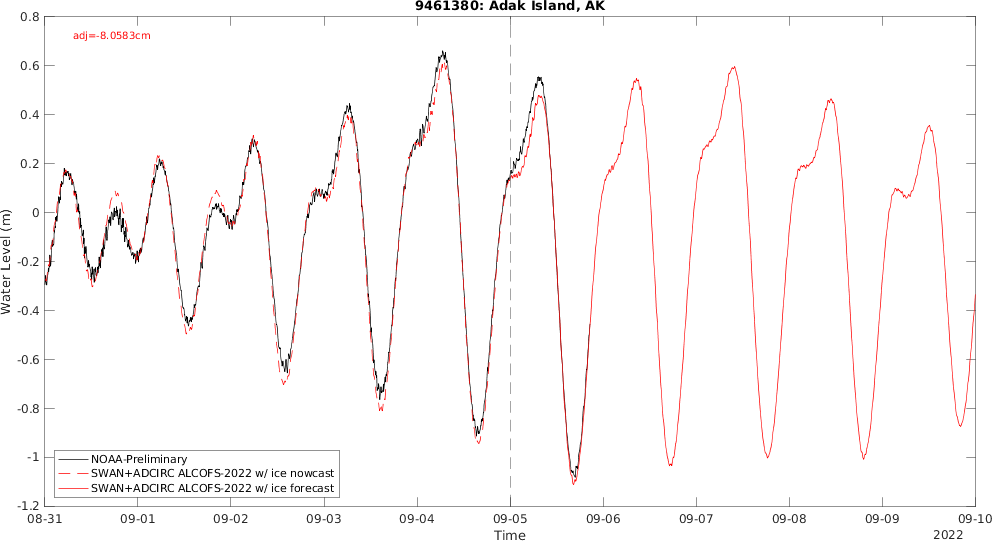 9461380: Adak Island, AK
adj=-8.0583cm
0.8
0.6
0.4
0.2
0
-0.2
-0.4
-0.6
-0.8
-1
-1.2
Water Level (m)
NOAA-Preliminary
SWAN+ADCIRC ALCOFS-2022 w/ ice nowcast
SWAN+ADCIRC ALCOFS-2022 w/ ice forecast
08-31 09-01 09-02 09-03 09-04 09-05 09-06 09-07 09-08 09-09 09-10
Time
2022